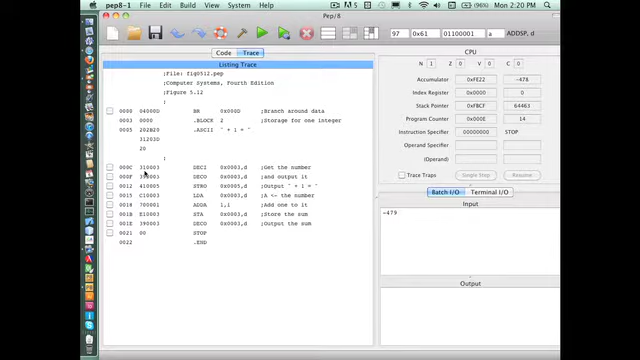 pep8-1 File Edit Build View System Help
(96%) Mon 2:20 PM
Pep/8
97 0x61 01100001 ADDSP, d
Code Trace
Listing Trace
CPU
N 1 Z 0 V 0 C 0
Accumulator 0xFE22 -478
Index Register 0x0000 0
Stack Pointer 0xFBCF 64463
Program Counter 0x000E 14
Instruction Specifier 00000000 STOP
Operand Specifier
(Operand)
Trace Traps Single Step Resume
Batch I/O Terminal I/O
Input
-479
Output
;File: fig0512.pep
;Computer Systems, Fourth Edition
;Figure 5.12
;
0000 04000D BR 0x000D ;Branch around data
0003 0000 .BLOCK 2 ;Storage for one integer
0005 202B20 .ASCII " + 1 = "
31203D
20
;
000C 310003 DECI 0x0003,d ;Get the number
000F 390003 DECO 0x0003,d ;and output it
0012 410005 STRO 0x0005,d ;Output " + 1 = "
0015 C10003 LDA 0x0003,d ;A <- the number
0018 700001 ADDA 1,i ;Add one to it
001B E10003 STA 0x0003,d ;Store the sum
001E 390003 DECO 0x0003,d ;Output the sum
0021 00 STOP
0022 .END